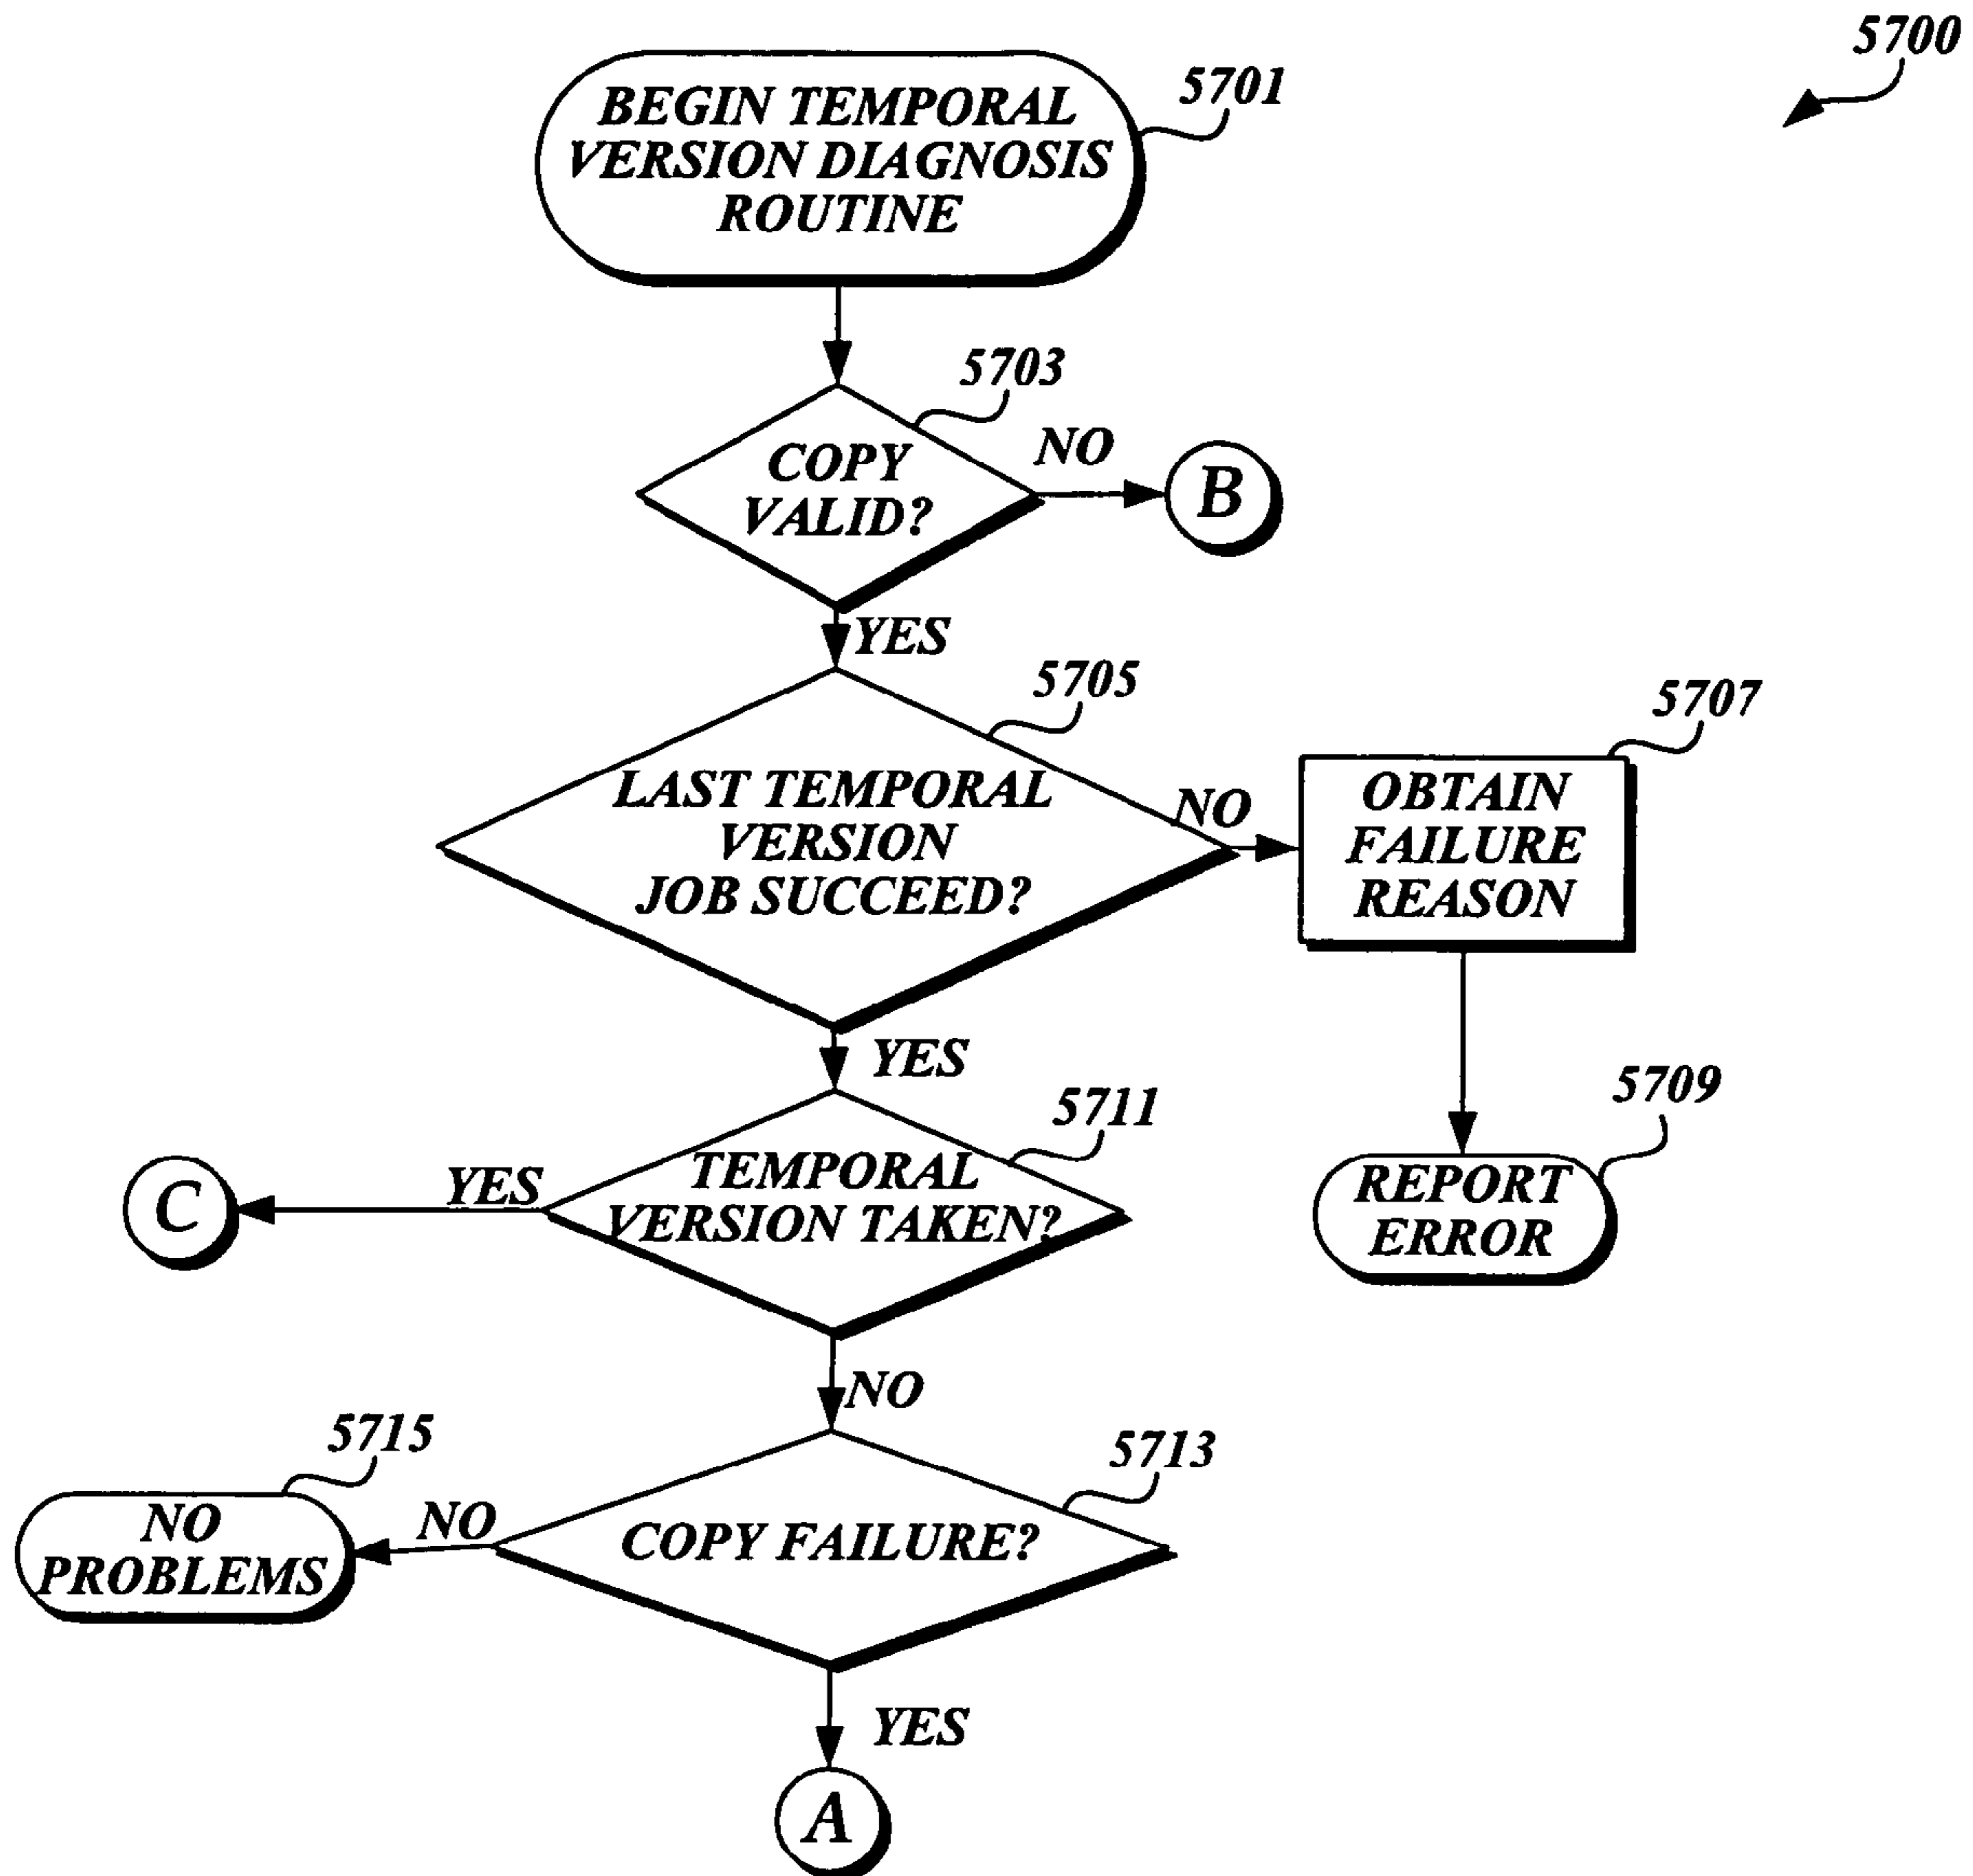 5700
BEGIN TEMPORAL
VERSION DIAGNOSIS
ROUTINE
5701
5703
COPY
VALID?
NO
B
YES
5705
LAST TEMPORAL
VERSION
JOB SUCCEED?
NO
5707
OBTAIN
FAILURE
REASON
YES
5709
REPORT
ERROR
5711
TEMPORAL
VERSION TAKEN?
YES
C
NO
5713
COPY FAILURE?
NO
5715
NO
PROBLEMS
YES
A